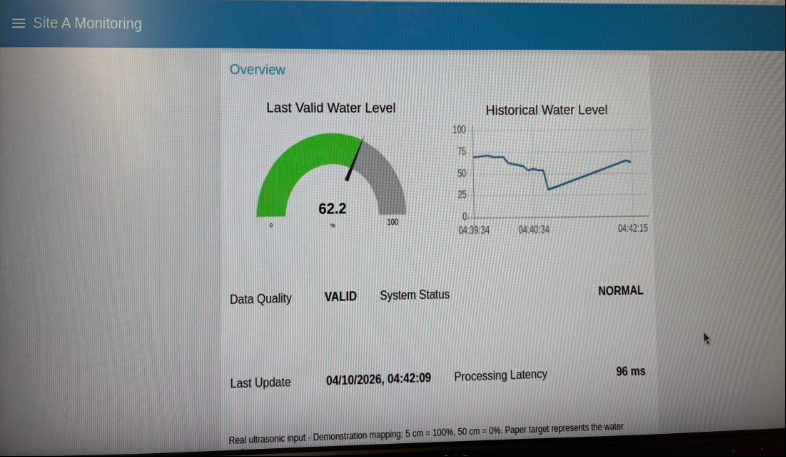 Site A Monitoring
Overview
Last Valid Water Level
Historical Water Level
62.2
%
0
100
100
75
50
25
0
04:39:34
04:40:34
04:42:15
Data Quality VALID System Status NORMAL
Last Update 04/10/2026, 04:42:09 Processing Latency 96 ms
Real ultrasonic input - Demonstration mapping: 5 cm = 100%, 50 cm = 0%. Paper target represents the water